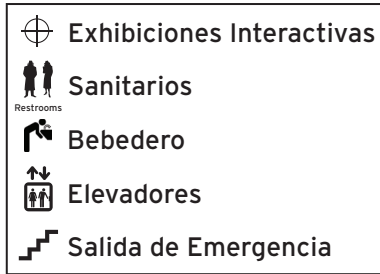 Exhibiciones Interactivas
Sanitarios
Restrooms
Bebedero
Elevadores
Salida de Emergencia